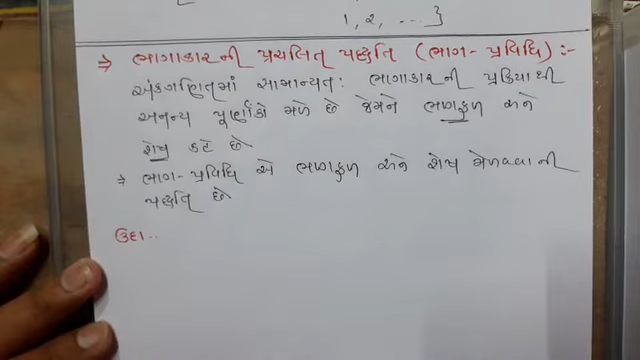 1, 2, ...}
⇒ ભાગાકારની પ્રચલિત પદ્ધતિ (ભાગ-પ્રવિધિ) :-
અંકગણિતમાં સામાન્યત: ભાગાકારની પ્રક્રિયાથી
અનન્ય પૂર્ણાંકો મળે છે જેમને ભાગફળ અને
શેષ કહે છે
→ ભાગ-પ્રવિધિ એ ભાગફળ અને શેષ મેળવવાની
પદ્ધતિ છે
ઉદા...